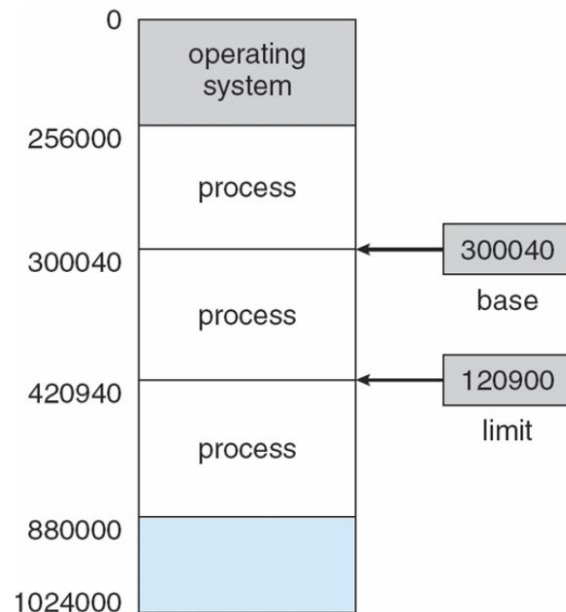 0
operating
system
256000
process
300040
300040
base
process
120900
420940
limit
process
880000
1024000